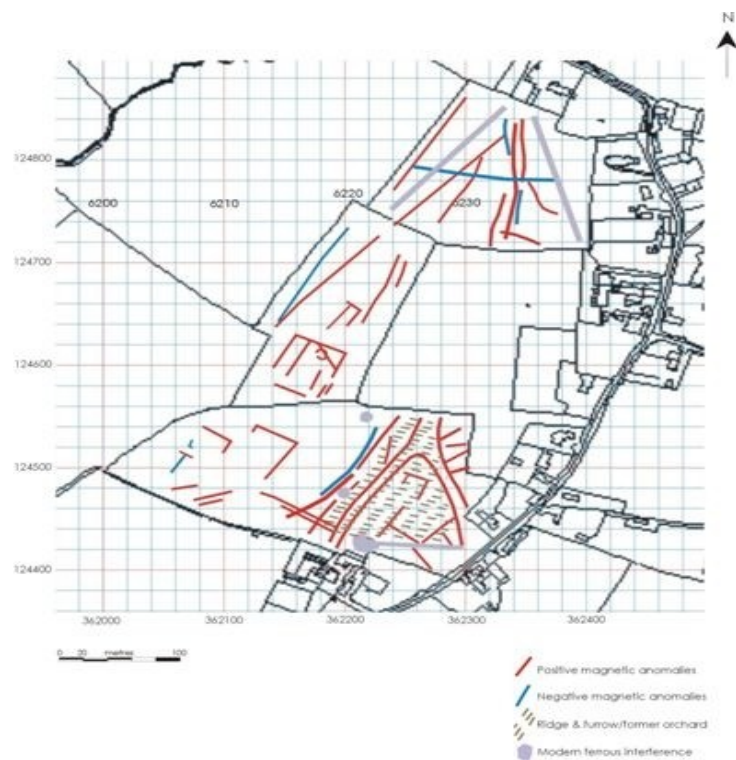 N
124800
6200
6210
6220
6230
124700
124600
124500
124400
362000
362100
362200
362300
362400
0 20 metres 100
Positive magnetic anomalies
Negative magnetic anomalies
Ridge & furrow/former orchard
Modern ferrous interference